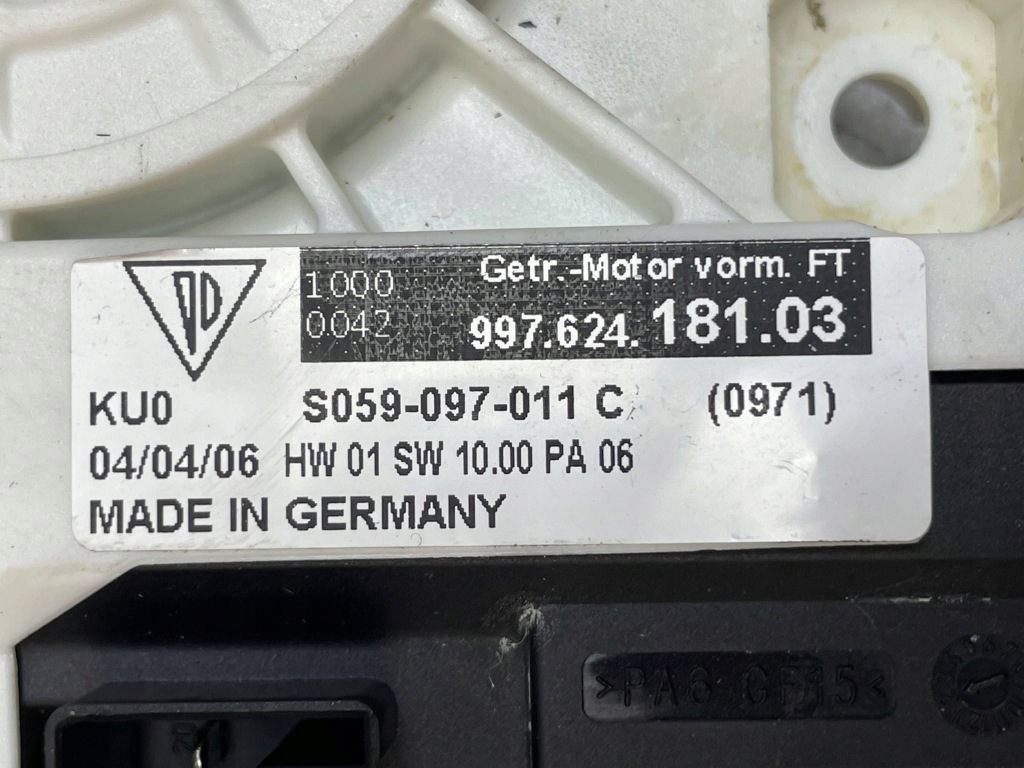 1000
0042
Getr.-Motor vorm. FT
997.624.181.03
KU0 S059-097-011 C (0971)
04/04/06 HW 01 SW 10.00 PA 06
MADE IN GERMANY
>PA6 GF15<